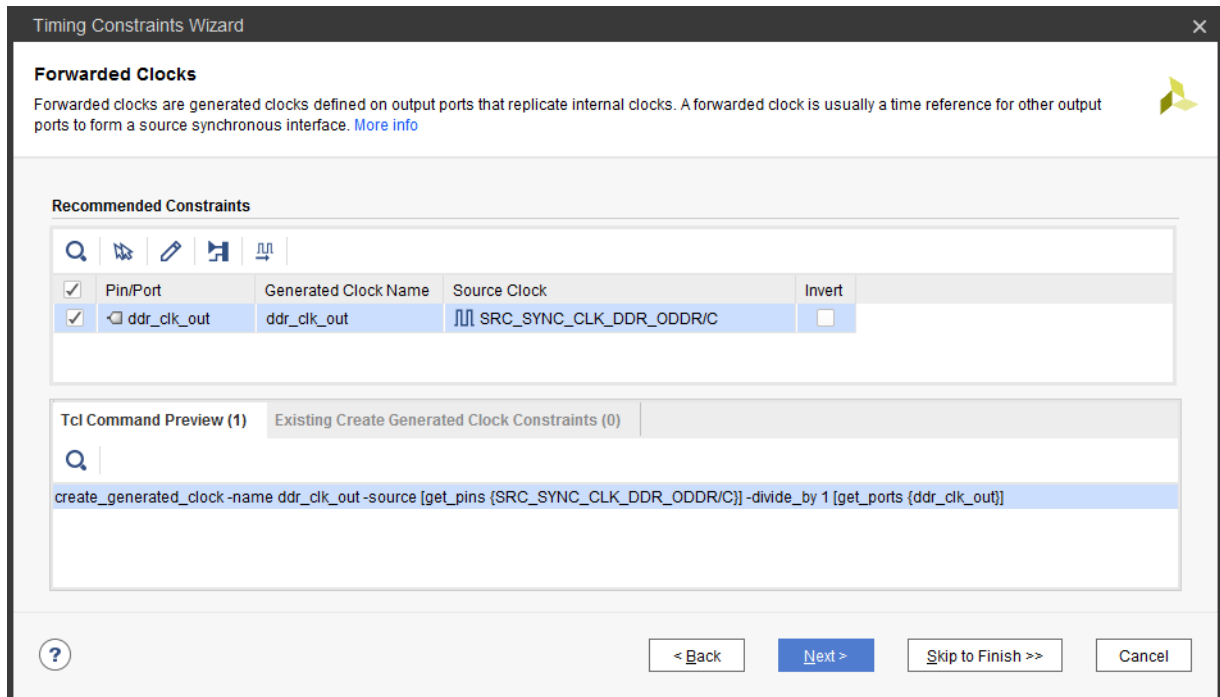 Timing Constraints Wizard
Forwarded Clocks
Forwarded clocks are generated clocks defined on output ports that replicate internal clocks. A forwarded clock is usually a time reference for other output
ports to form a source synchronous interface. More info
Recommended Constraints
Pin/Port Generated Clock Name Source Clock Invert
ddr_clk_out ddr_clk_out SRC_SYNC_CLK_DDR_ODDR/C
Tcl Command Preview (1) Existing Create Generated Clock Constraints (0)
create_generated_clock -name ddr_clk_out -source [get_pins {SRC_SYNC_CLK_DDR_ODDR/C}] -divide_by 1 [get_ports {ddr_clk_out}]
? < Back Next > Skip to Finish >> Cancel